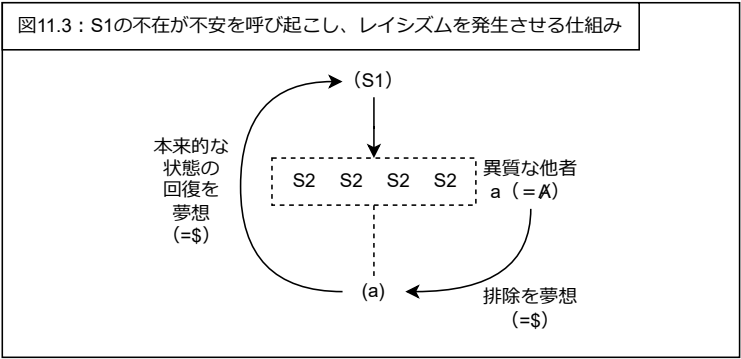 図11.3：S1の不在が不安を呼び起こし、レイシズムを発生させる仕組み
（S1）
本来的な
状態の
回復を
夢想
（=$）
S2 S2 S2 S2
異質な他者
a（＝A̸）
(a)
排除を夢想
（=$）